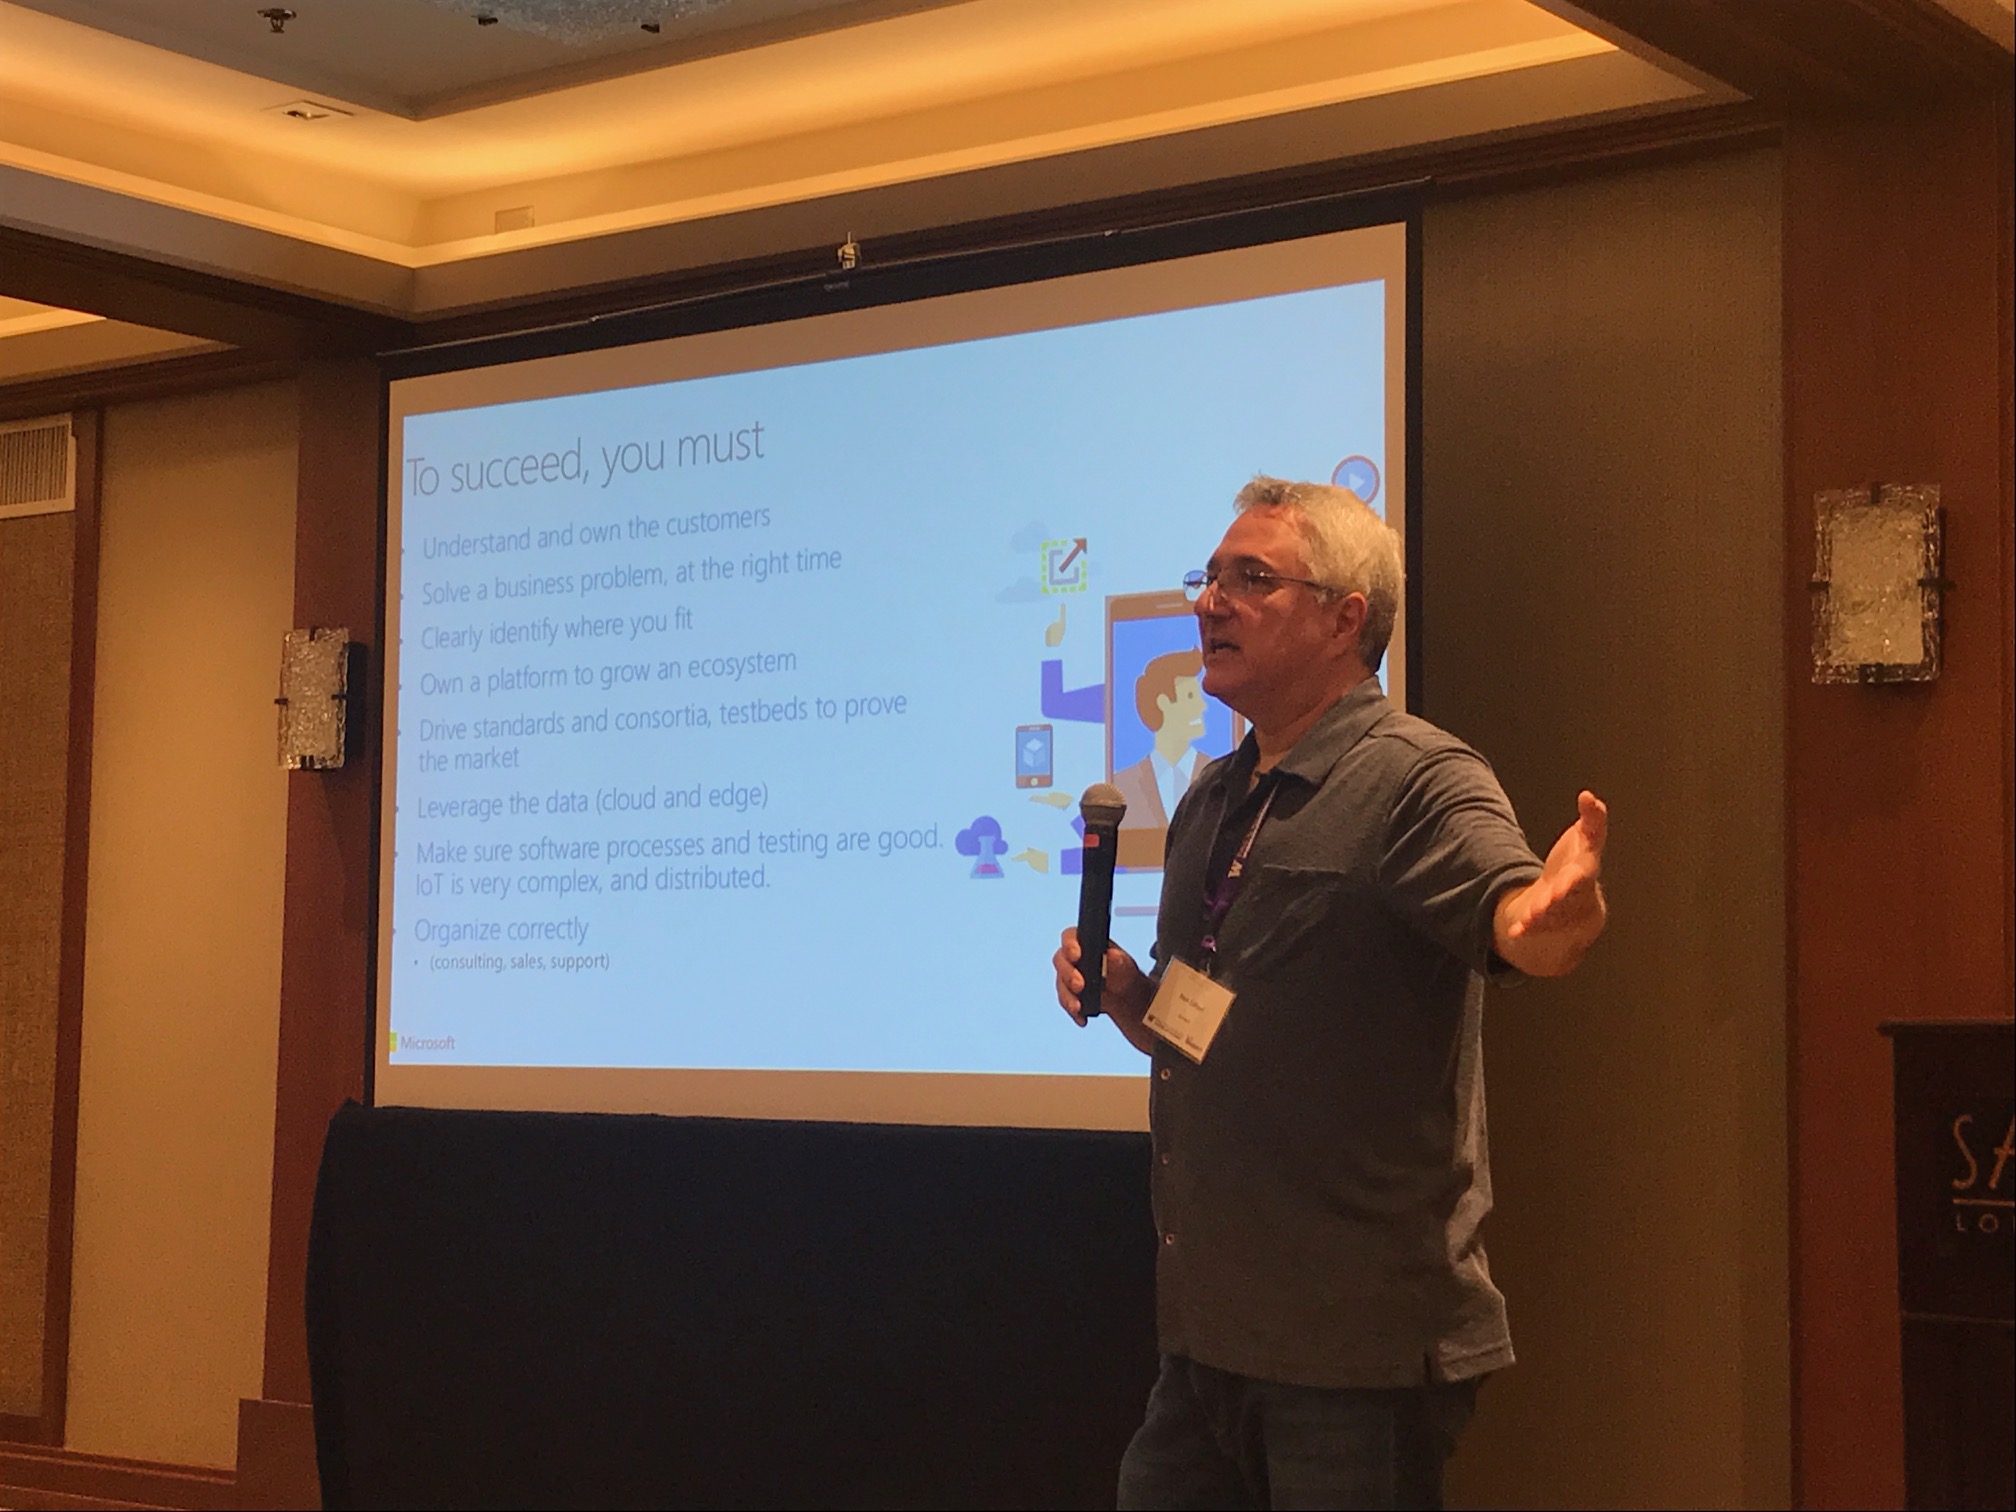 To succeed, you must
Understand and own the customers
Solve a business problem, at the right time
Clearly identify where you fit
Own a platform to grow an ecosystem
Drive standards and consortia, testbeds to prove
the market
Leverage the data (cloud and edge)
Make sure software processes and testing are good.
IoT is very complex, and distributed.
Organize correctly
• (consulting, sales, support)
Microsoft
W
SA
LO